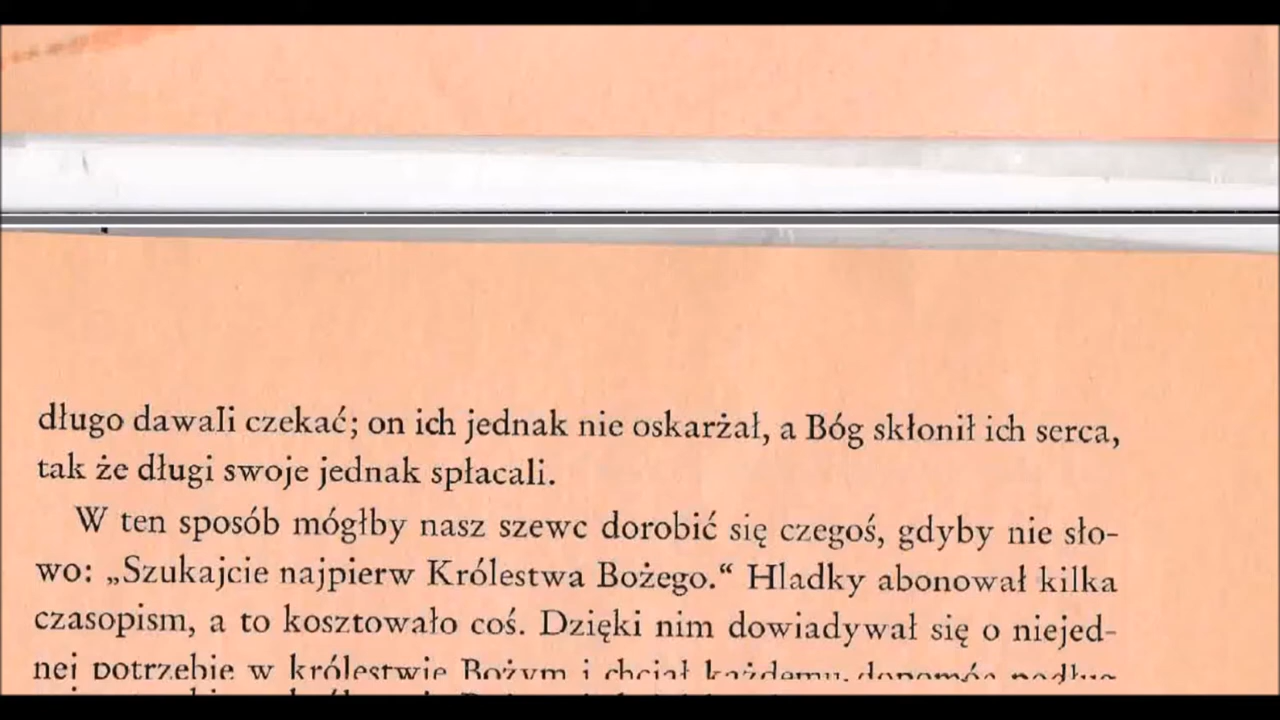 długo dawali czekać; on ich jednak nie oskarżał, a Bóg skłonił ich serca,
tak że długi swoje jednak spłacali.
W ten sposób mógłby nasz szewc dorobić się czegoś, gdyby nie sło-
wo: „Szukajcie najpierw Królestwa Bożego.“ Hladky abonował kilka
czasopism, a to kosztowało coś. Dzięki nim dowiadywał się o niejed-
nej potrzebie w królestwie Bożym i chciał każdemu dopomóc podług